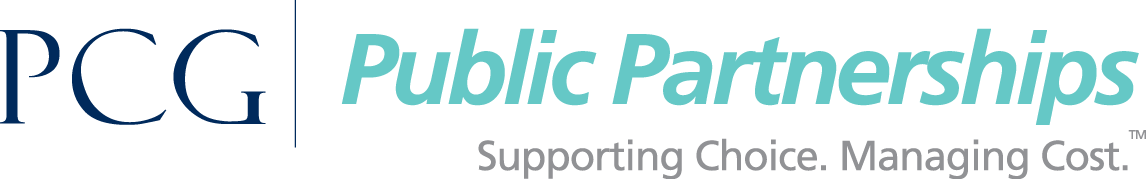 PCG
Public Partnerships
Supporting Choice. Managing Cost.™